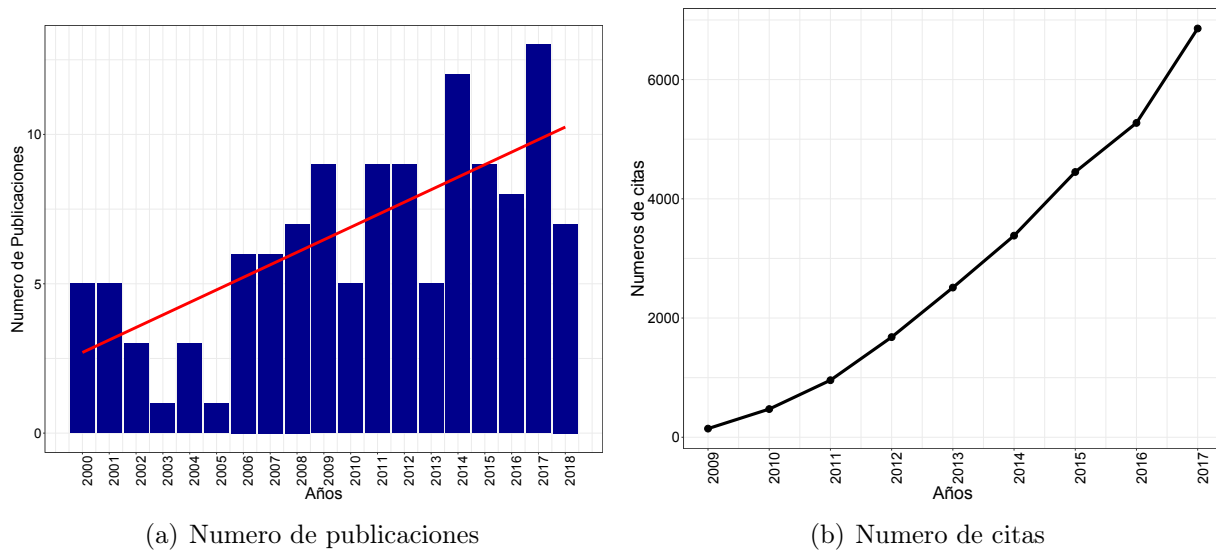 Numero de Publicaciones
10
5
0
2000 2001 2002 2003 2004 2005 2006 2007 2008 2009 2010 2011 2012 2013 2014 2015 2016 2017 2018
Años
(a) Numero de publicaciones
Numeros de citas
6000
4000
2000
0
2009 2010 2011 2012 2013 2014 2015 2016 2017
Años
(b) Numero de citas